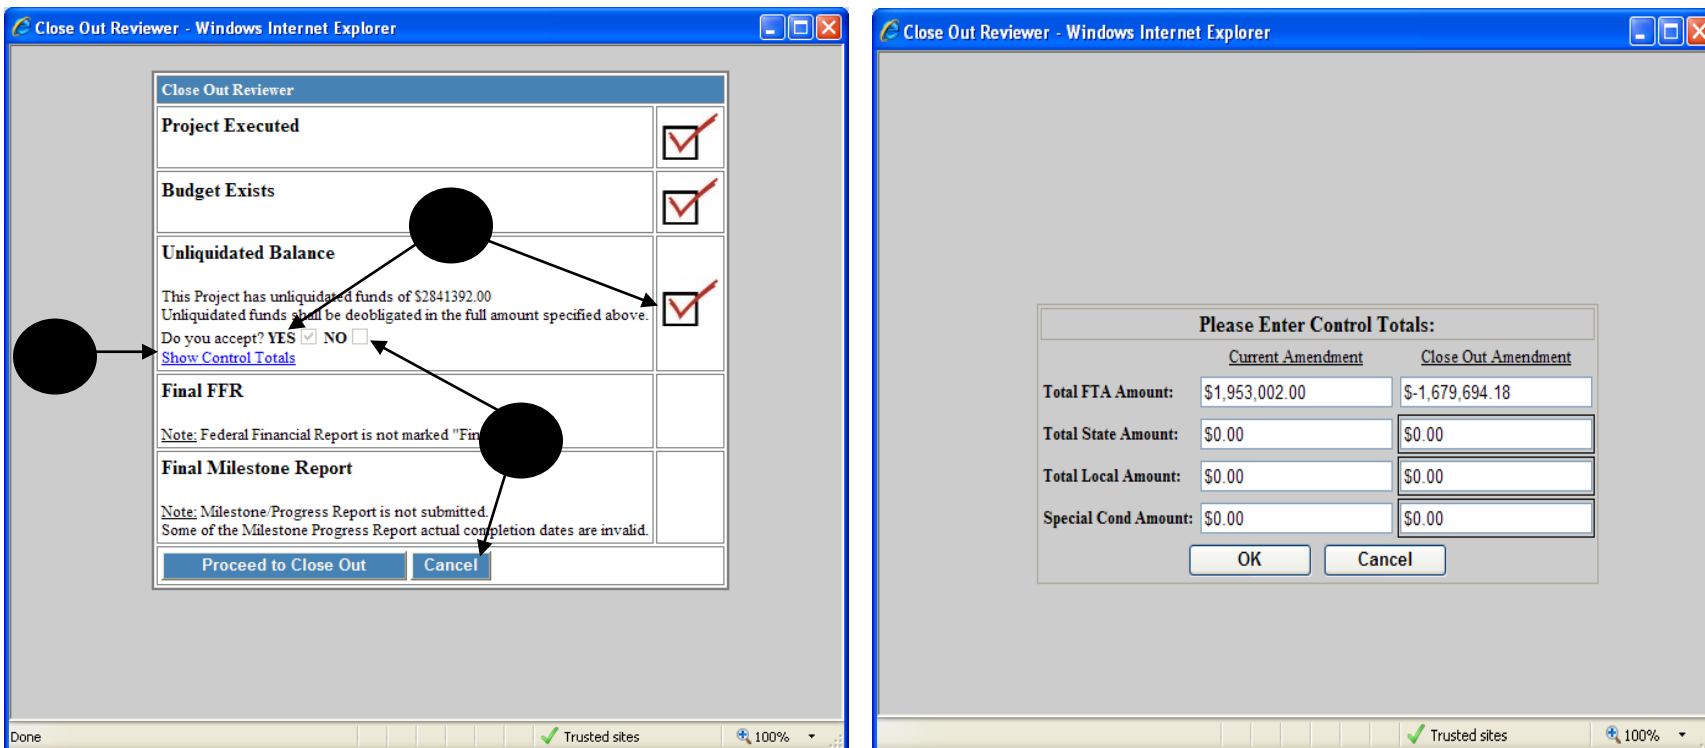 Close Out Reviewer - Windows Internet Explorer
Close Out Reviewer
Project Executed
Budget Exists
Unliquidated Balance
This Project has unliquidated funds of $2841392.00
Unliquidated funds shall be deobligated in the full amount specified above.
Do you accept? YES NO
Show Control Totals
Final FFR
Note: Federal Financial Report is not marked "Fin
Final Milestone Report
Note: Milestone/Progress Report is not submitted.
Some of the Milestone Progress Report actual completion dates are invalid.
Proceed to Close Out Cancel
Done Trusted sites 100%
Close Out Reviewer - Windows Internet Explorer
Please Enter Control Totals:
Current Amendment Close Out Amendment
Total FTA Amount: $1,953,002.00 $-1,679,694.18
Total State Amount: $0.00 $0.00
Total Local Amount: $0.00 $0.00
Special Cond Amount: $0.00 $0.00
OK Cancel
Trusted sites 100%